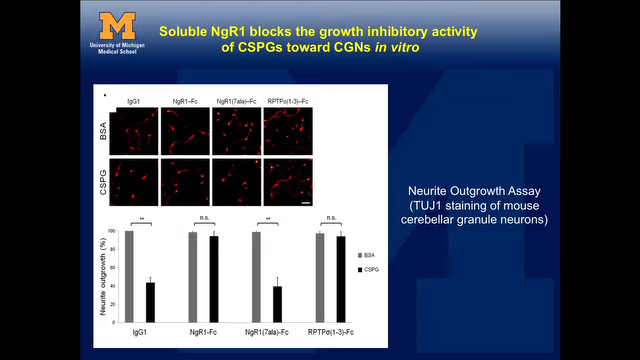 UNIVERSITY OF MICHIGAN
Medical School
Soluble NgR1 blocks the growth inhibitory activity
of CSPGs toward CGNs in vitro
IgG1 NgR1–Fc NgR1(7ala)–Fc RPTPσ(1-3)–Fc
BSA
CSPG
Neurite Outgrowth Assay
(TUJ1 staining of mouse
cerebellar granule neurons)
** n.s. ** n.s.
Neurite outgrowth (%)
100
80
60
40
20
0
BSA
CSPG
IgG1 NgR1-Fc NgR1(7ala)-Fc RPTPσ(1-3)-Fc